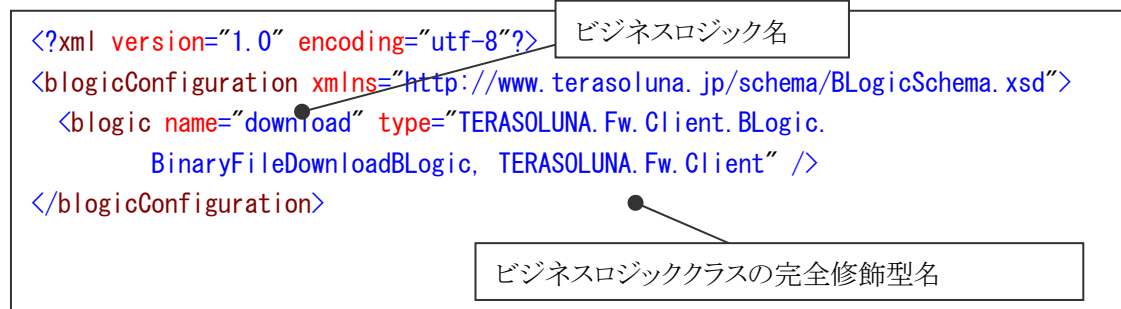 <?xml version="1.0" encoding="utf-8"?>
ビジネスロジック名
<blogicConfiguration xmlns="http://www.terasoluna.jp/schema/BLogicSchema.xsd">
<blogic name="download" type="TERASOLUNA.Fw.Client.BLogic.
BinaryFileDownloadBLogic, TERASOLUNA.Fw.Client" />
</blogicConfiguration>
ビジネスロジッククラスの完全修飾型名